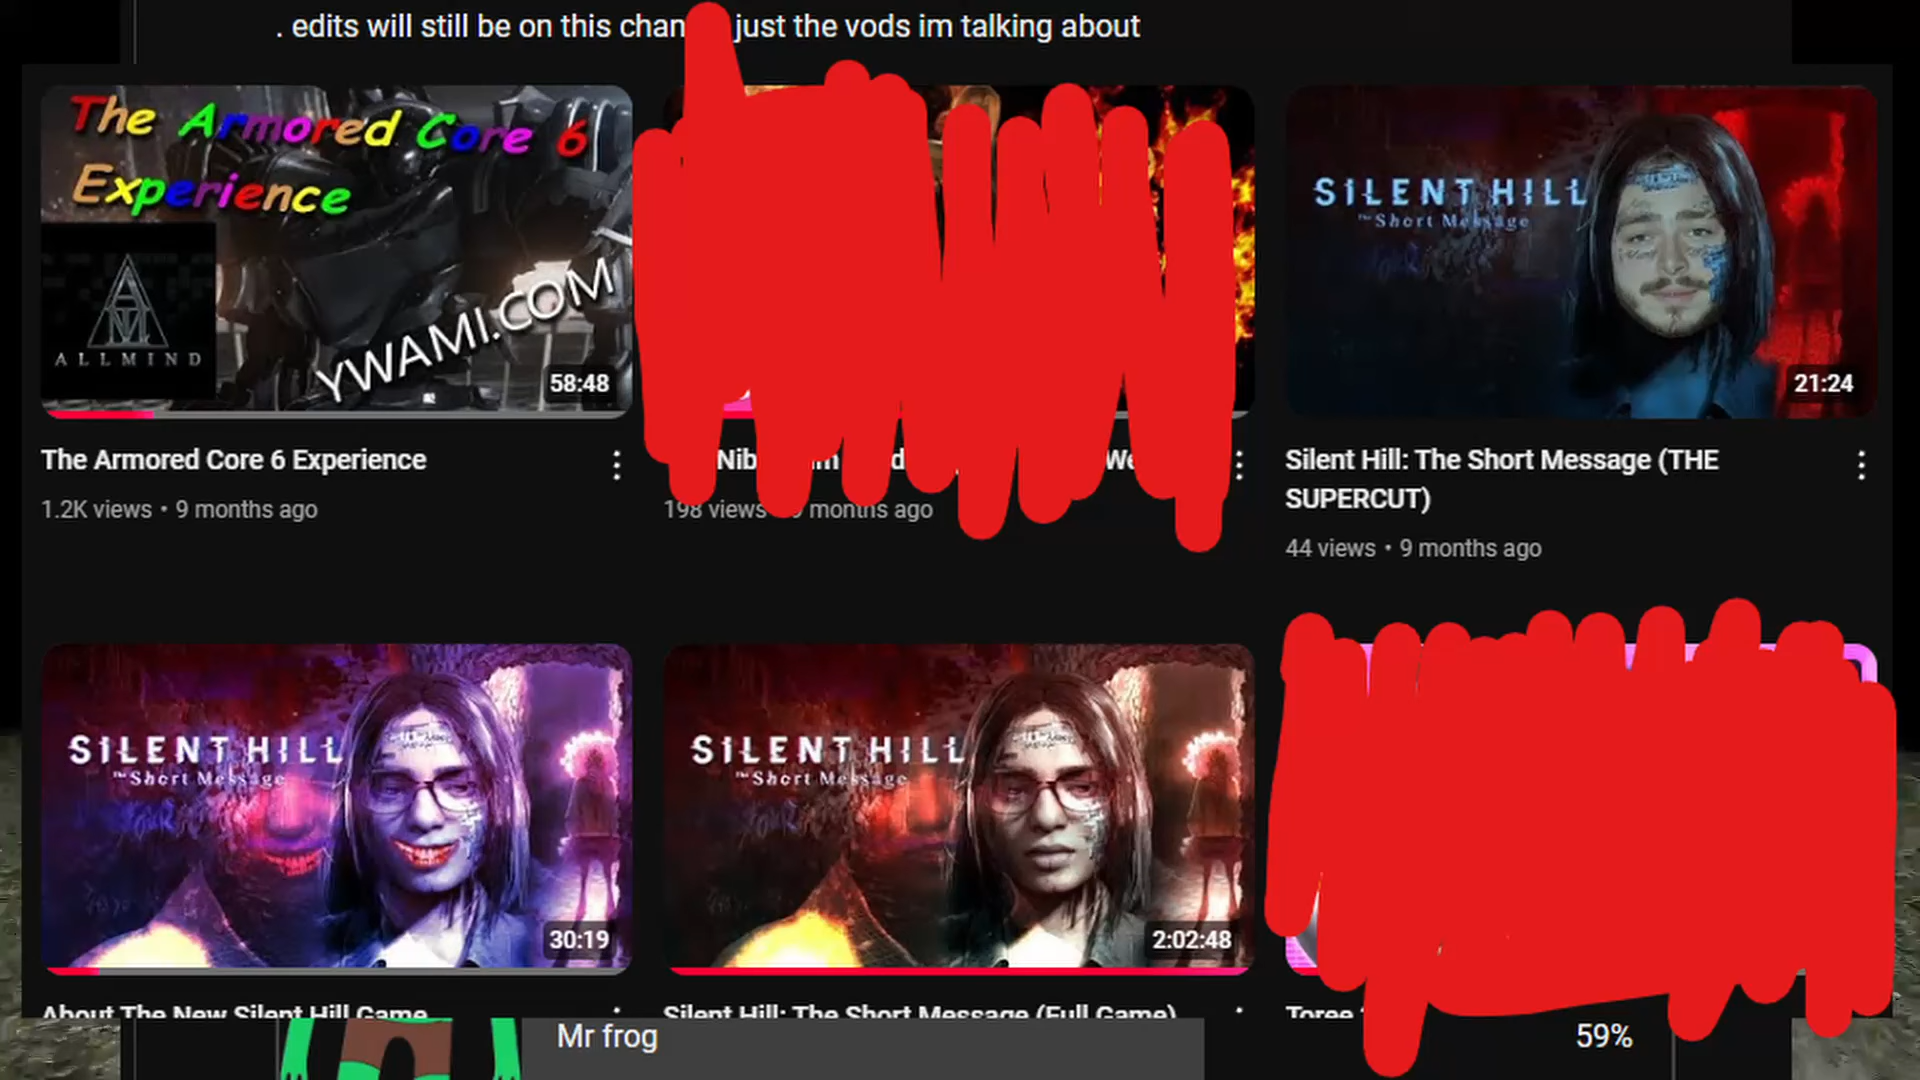 . edits will still be on this chan just the vods im talking about
The Armored Core 6
Experience
ALLMIND
YWAMI.COM
58:48
SILENT HILL
™Short Message
21:24
The Armored Core 6 Experience
1.2K views • 9 months ago
198 views 9 months ago
Silent Hill: The Short Message (THE
SUPERCUT)
44 views • 9 months ago
SILENT HILL
™Short Message
30:19
SILENT HILL
™Short Message
2:02:48
About The New Silent Hill Game
Silent Hill: The Short Message (Full Game)
Toree
Mr frog
59%